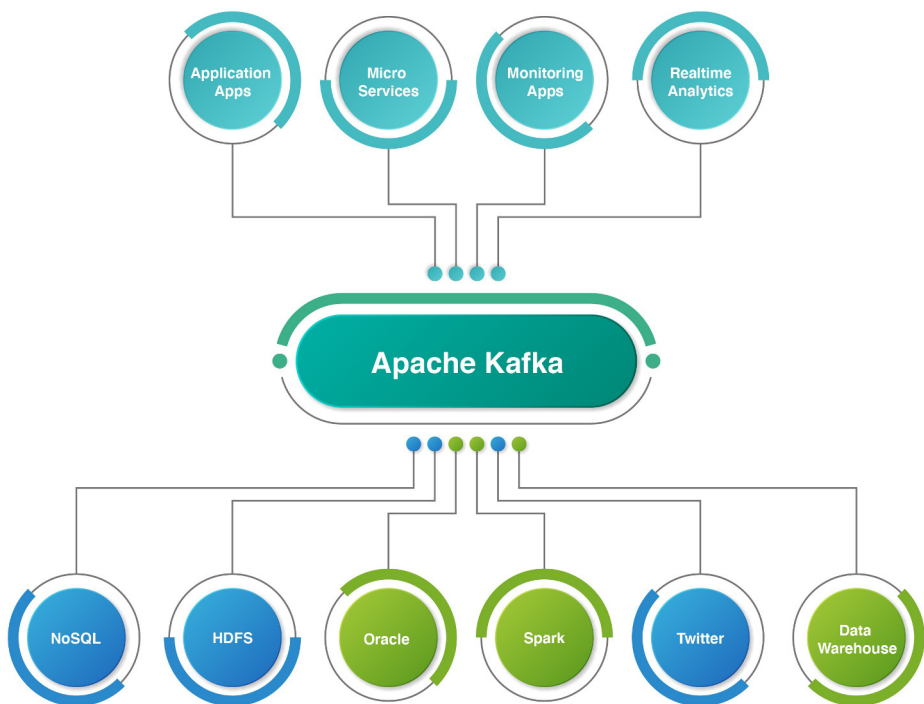 Application
Apps
Micro
Services
Monitoring
Apps
Realtime
Analytics
Apache Kafka
NoSQL
HDFS
Oracle
Spark
Twitter
Data
Warehouse